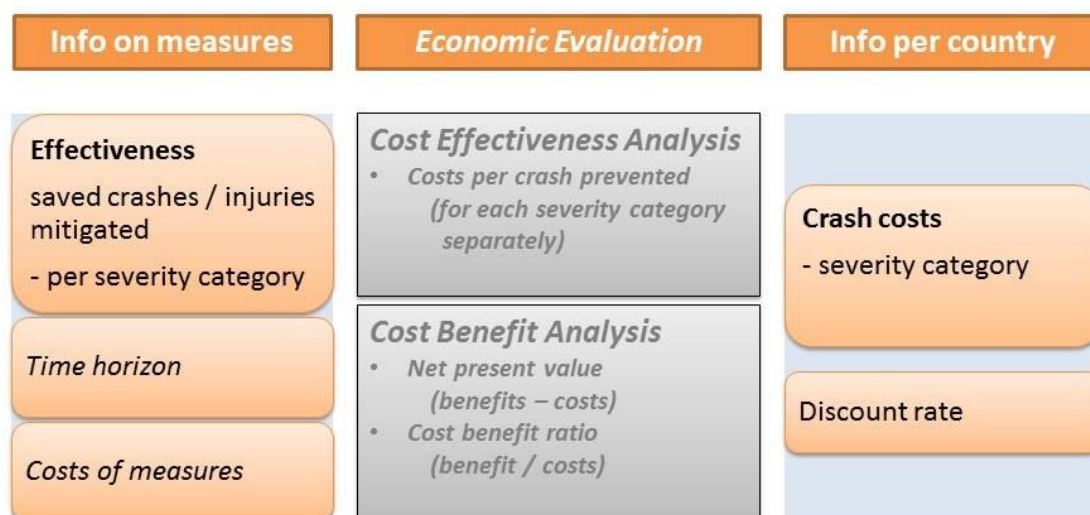 Info on measures
Economic Evaluation
Info per country
Effectiveness
saved crashes / injuries
mitigated
- per severity category
Time horizon
Costs of measures
Cost Effectiveness Analysis
• Costs per crash prevented
(for each severity category
separately)
Cost Benefit Analysis
• Net present value
(benefits – costs)
• Cost benefit ratio
(benefit / costs)
Crash costs
- severity category
Discount rate